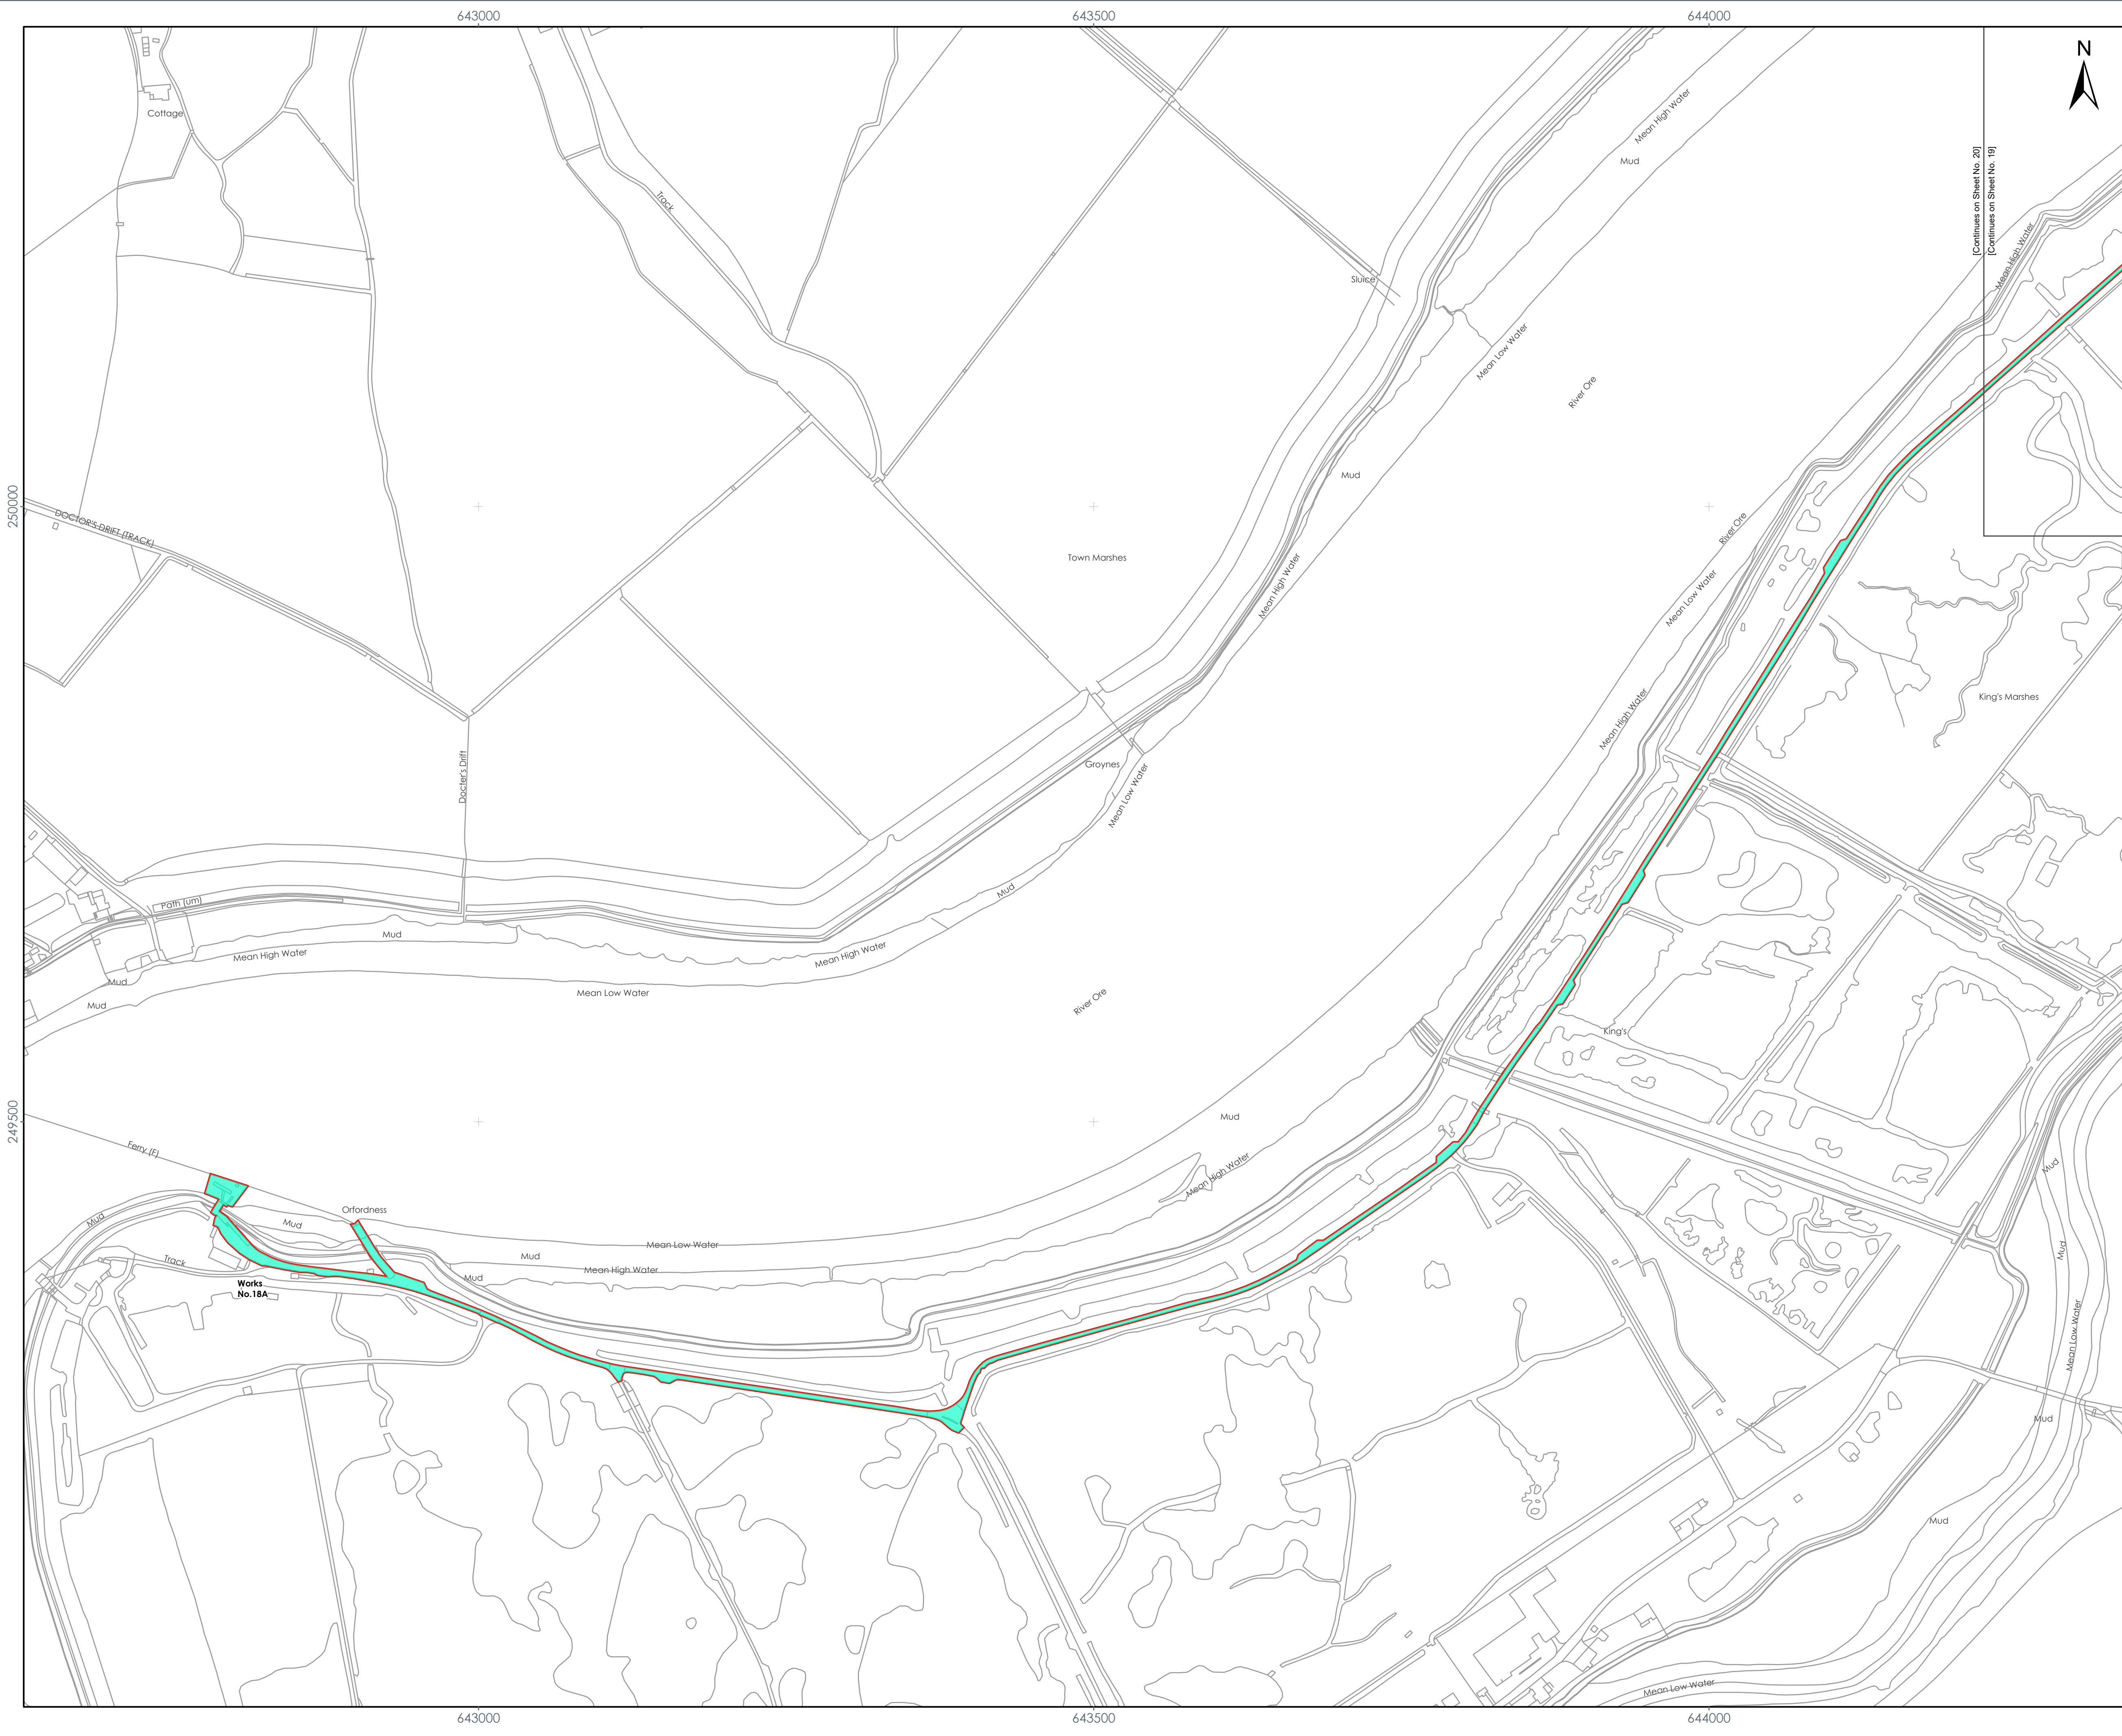 643000
643500
644000
N
[Continues on Sheet No. 20]
[Continues on Sheet No. 19]
Cottage
Mean High Water
Mud
Track
Mean High Water
Sluice
Mean Low Water
River Ore
Mud
250000
DOCTOR'S DRIFT (TRACK)
River Ore
Town Marshes
Mean High Water
Mean Low Water
King's Marshes
Mean High Water
Doctor's Drift
Groynes
Mean Low Water
Mud
Path (um)
Mud
Mean High Water
Mean High Water
Mud
Mean Low Water
Mud
River Ore
King's
249500
Mud
Ferry (F)
Mean High Water
Mud
Orfordness
Mud
Mud
Mean Low Water
Mud
Mud
Track
Mean High Water
Mud
Works
No.18A
Mean Low Water
Mud
Mud
Mean Low Water
643000
643500
644000